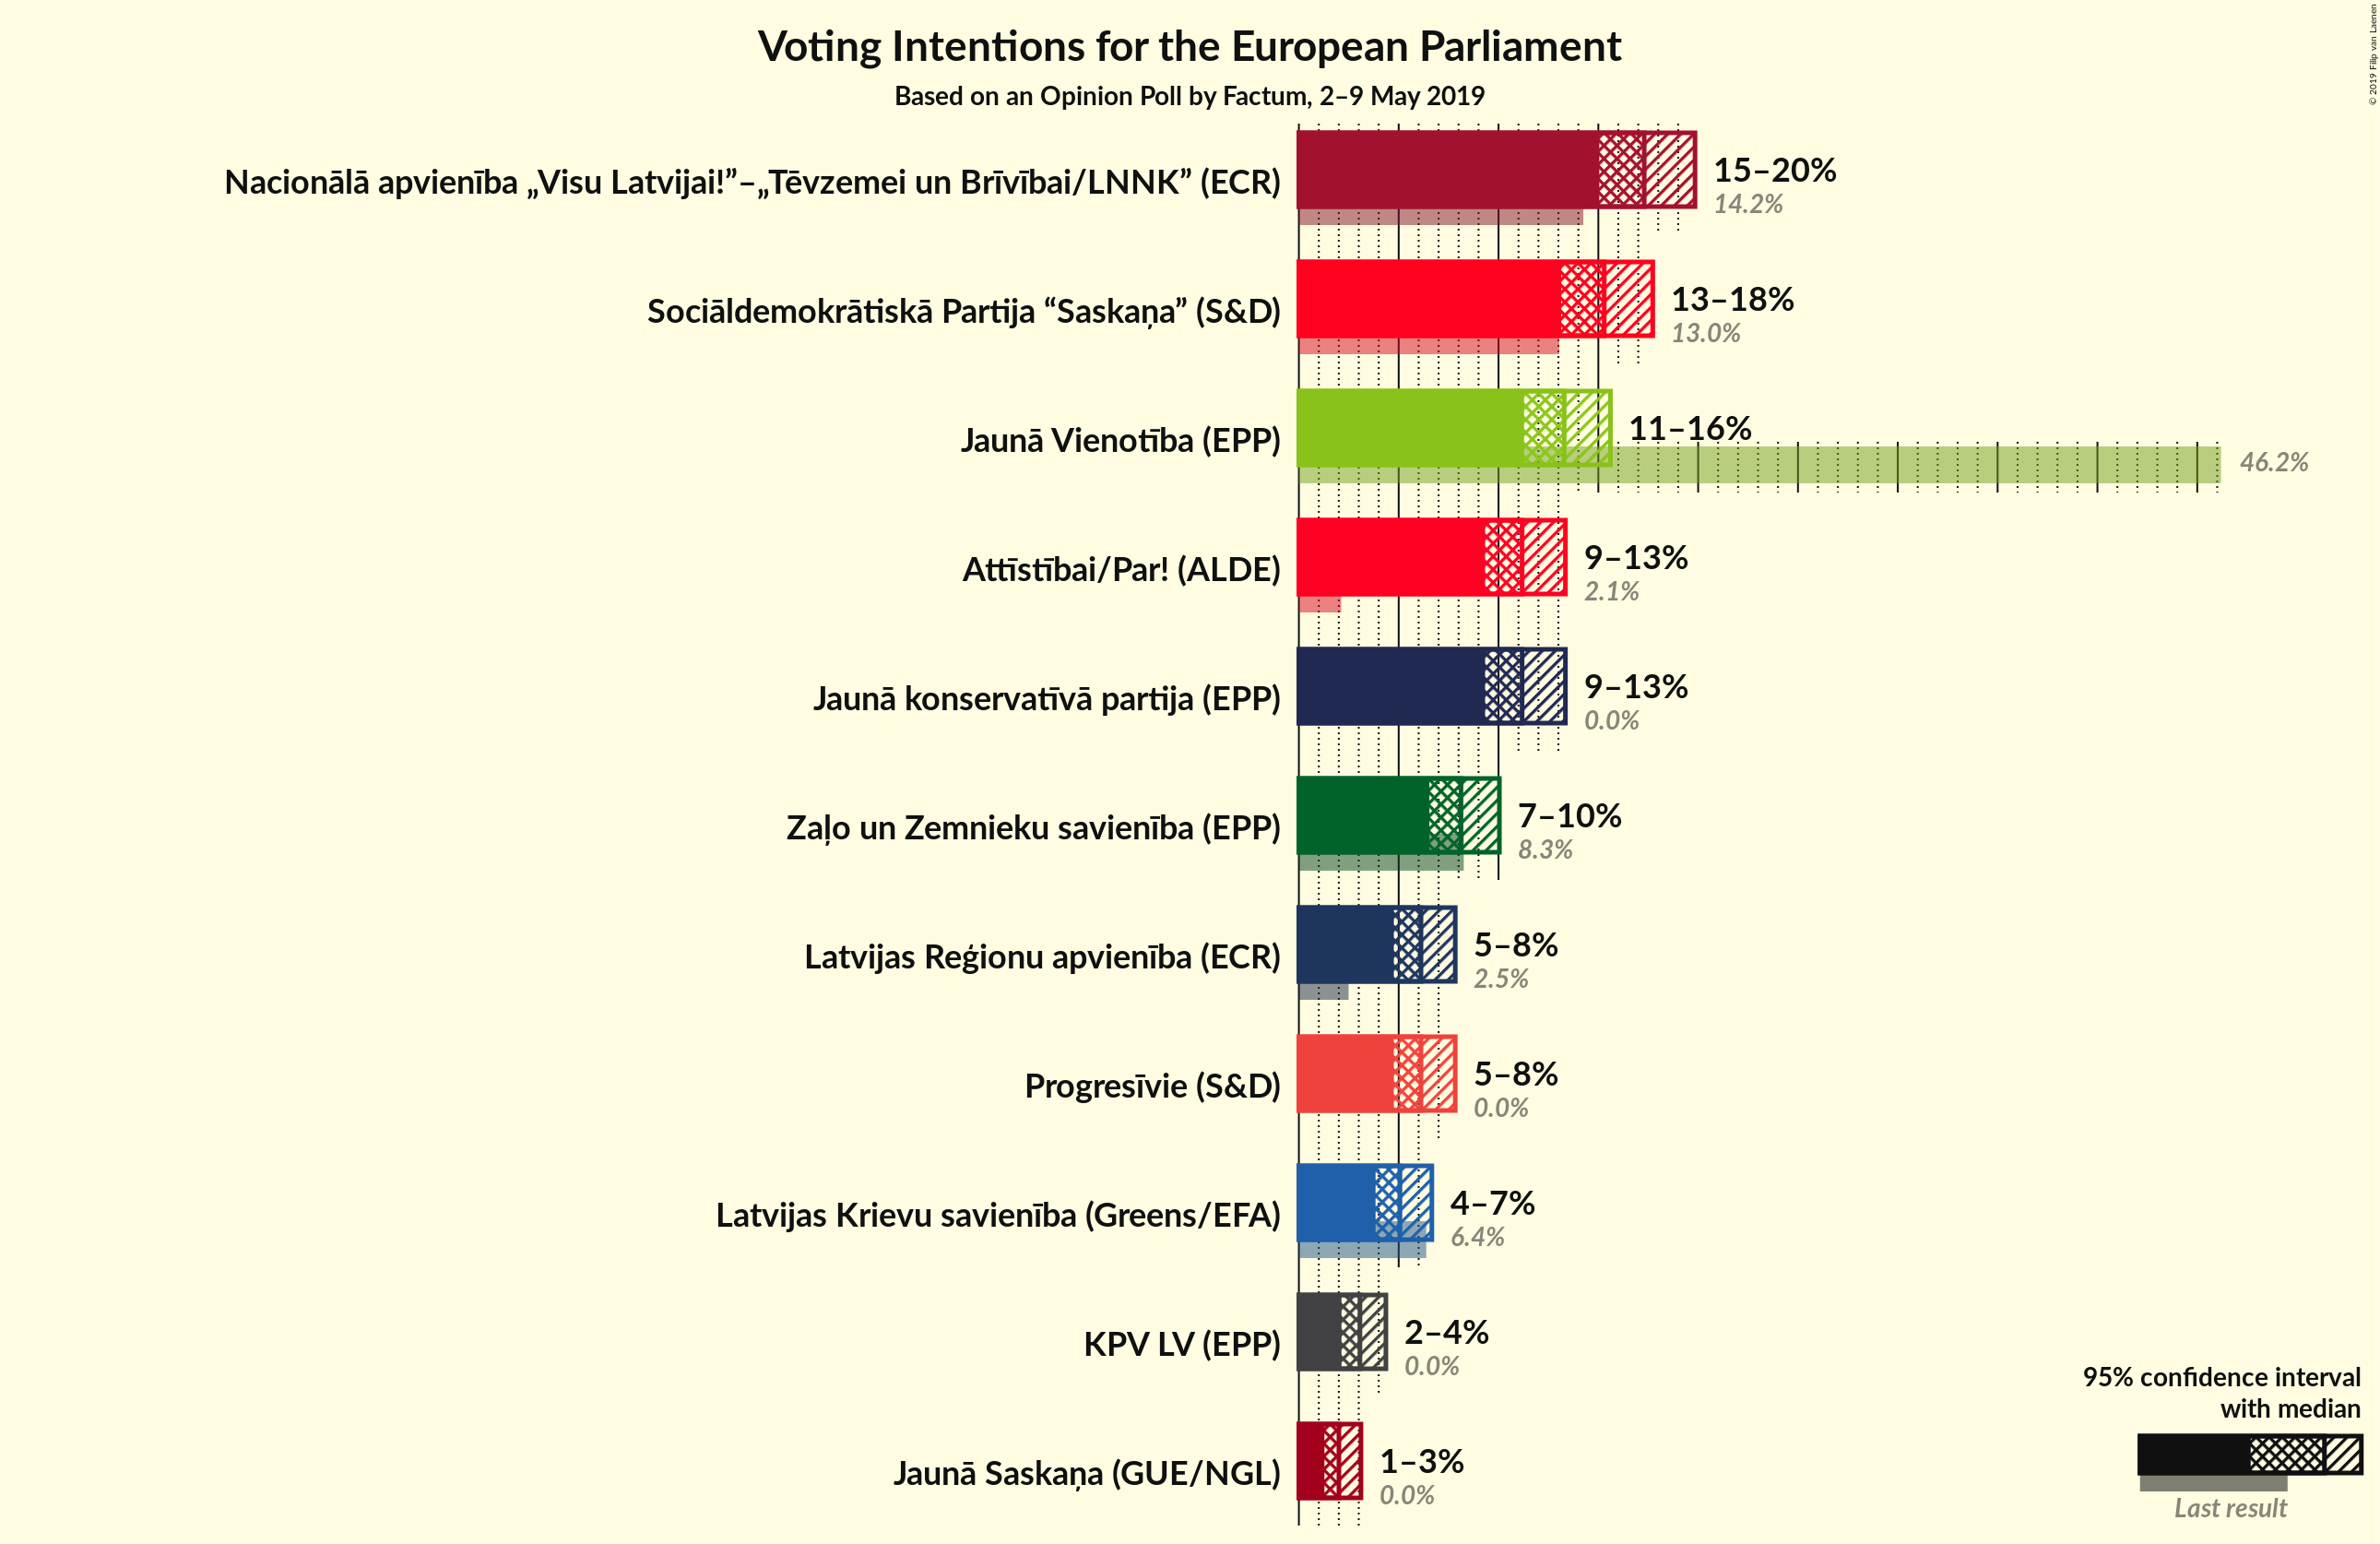 Voting Intentions for the European Parliament
Based on an Opinion Poll by Factum, 2–9 May 2019
© 2019 Filip van Laenen
Nacionālā apvienība „Visu Latvijai!”–„Tēvzemei un Brīvībai/LNNK” (ECR)
15–20%
14.2%
Sociāldemokrātiskā Partija “Saskaņa” (S&D)
13–18%
13.0%
Jaunā Vienotība (EPP)
11–16%
46.2%
Attīstībai/Par! (ALDE)
9–13%
2.1%
Jaunā konservatīvā partija (EPP)
9–13%
0.0%
Zaļo un Zemnieku savienība (EPP)
7–10%
8.3%
Latvijas Reģionu apvienība (ECR)
5–8%
2.5%
Progresīvie (S&D)
5–8%
0.0%
Latvijas Krievu savienība (Greens/EFA)
4–7%
6.4%
KPV LV (EPP)
2–4%
0.0%
Jaunā Saskaņa (GUE/NGL)
1–3%
0.0%
95% confidence interval
with median
Last result